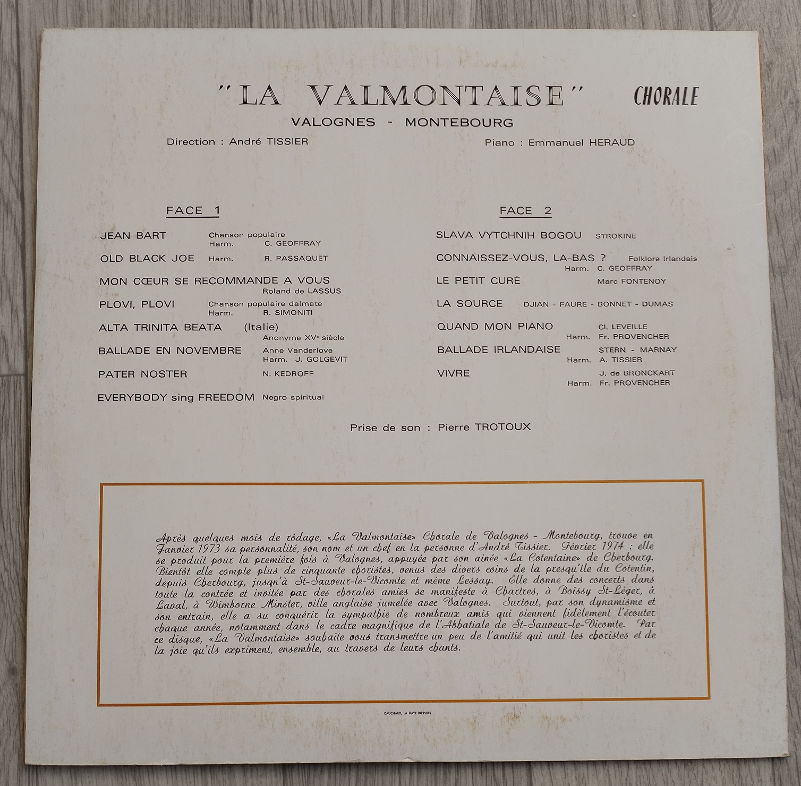 "LA VALMONTAISE" CHORALE
VALOGNES - MONTEBOURG
Direction : André TISSIER
Piano : Emmanuel HERAUD
FACE 1
JEAN BART Chanson populaire
Harm. C. GEOFFRAY
OLD BLACK JOE Harm. R. PASSAQUET
MON CŒUR SE RECOMMANDE A VOUS
Roland de LASSUS
PLOVI, PLOVI Chanson populaire dalmate
Harm. R. SIMONITI
ALTA TRINITA BEATA (Italie)
Anonyme XVe siècle
BALLADE EN NOVEMBRE Anne Vanderlove
Harm. J. GOLGEVIT
PATER NOSTER N. KEDROFF
EVERYBODY sing FREEDOM Negro spiritual
FACE 2
SLAVA VYTCHNIH BOGOU STROKINE
CONNAISSEZ-VOUS, LA-BAS ? Folklore Irlandais
Harm. C. GEOFFRAY
LE PETIT CURÉ Marc FONTENOY
LA SOURCE DJIAN - FAURE - BONNET - DUMAS
QUAND MON PIANO Cl. LEVEILLE
Harm. Fr. PROVENCHER
BALLADE IRLANDAISE STERN - MARNAY
Harm. A. TISSIER
VIVRE J. de BRONCKART
Harm. Fr. PROVENCHER
Prise de son : Pierre TROTOUX
Après quelques mois de rodage, «La Valmontaise» Chorale de Valognes - Montebourg, trouve en
Janvier 1973 sa personnalité, son nom et un chef en la personne d'André Tissier. Février 1974 : elle
se produit pour la première fois à Valognes, appuyée par son ainée «La Cotentaine» de Cherbourg.
Bientôt elle compte plus de cinquante choristes, venus des divers coins de la presqu'île du Cotentin,
depuis Cherbourg, jusqu'à St-Sauveur-le-Vicomte et même Lessay. Elle donne des concerts dans
toute la contrée et invitée par des chorales amies se manifeste à Chartres, à Boissy St-Léger, à
Laval, à Wimborne Minster, ville anglaise jumelée avec Valognes. Surtout, par son dynamisme et
son entrain, elle a su conquérir la sympathie de nombreux amis qui viennent fidèlement l'écouter
chaque année, notamment dans le cadre magnifique de l'Abbatiale de St-Sauveur-le-Vicomte. Par
ce disque, «La Valmontaise» souhaite vous transmettre un peu de l'amitié qui unit les choristes et de
la joie qu'ils expriment, ensemble, au travers de leurs chants.